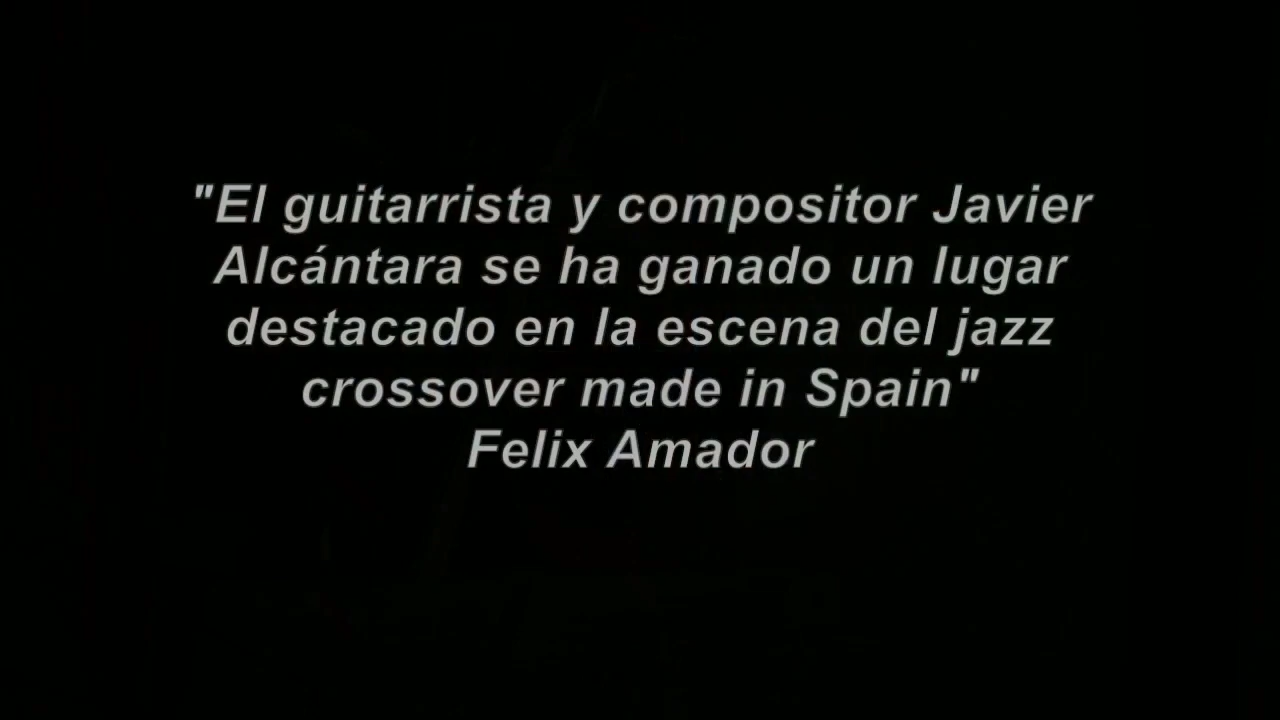 "El guitarrista y compositor Javier
Alcántara se ha ganado un lugar
destacado en la escena del jazz
crossover made in Spain"
Felix Amador